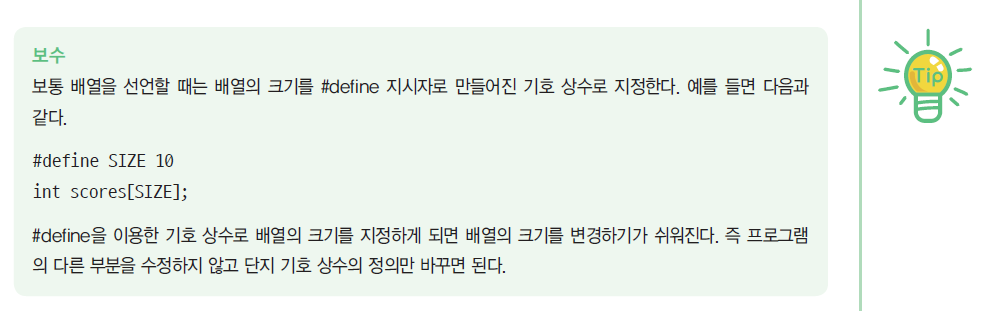 보수
보통 배열을 선언할 때는 배열의 크기를 #define 지시자로 만들어진 기호 상수로 지정한다. 예를 들면 다음과
같다.
#define SIZE 10
int scores[SIZE];
#define을 이용한 기호 상수로 배열의 크기를 지정하게 되면 배열의 크기를 변경하기가 쉬워진다. 즉 프로그램
의 다른 부분을 수정하지 않고 단지 기호 상수의 정의만 바꾸면 된다.
Tip